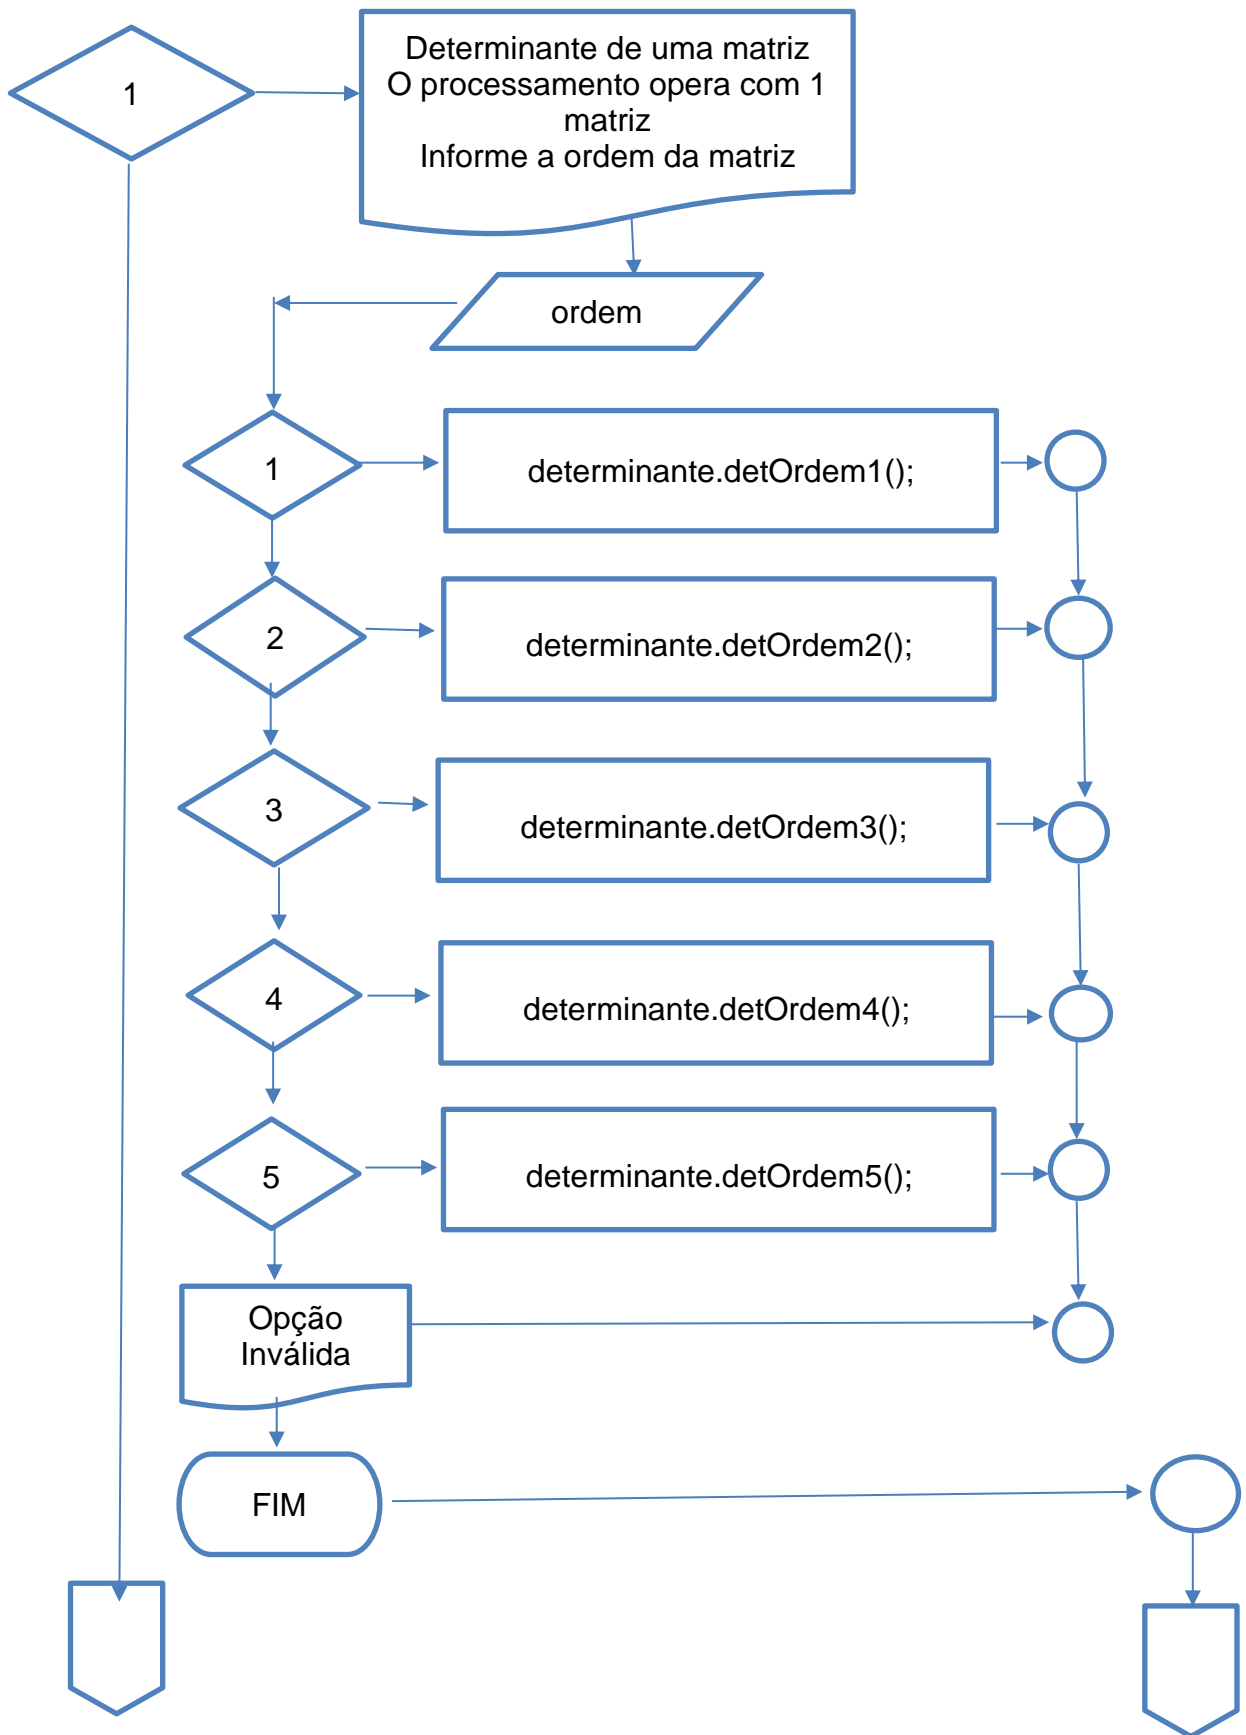 1
Determinante de uma matriz
O processamento opera com 1
matriz
Informe a ordem da matriz
ordem
1
determinante.detOrdem1();
2
determinante.detOrdem2();
3
determinante.detOrdem3();
4
determinante.detOrdem4();
5
determinante.detOrdem5();
Opção
Inválida
FIM